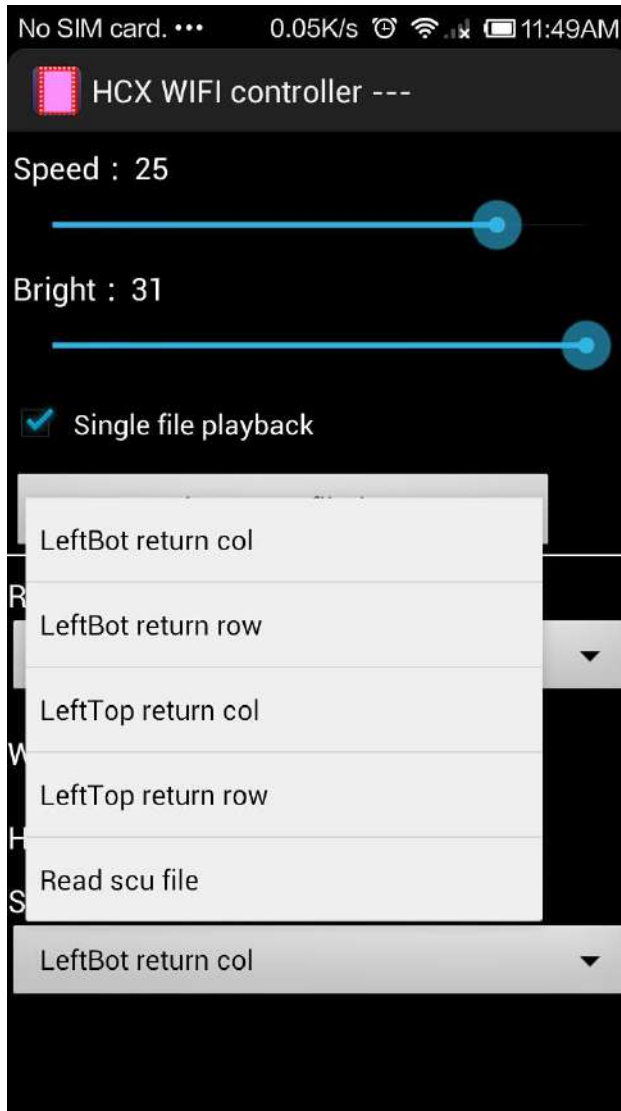 No SIM card. ••• 0.05K/s 11:49AM
HCX WIFI controller ---
Speed : 25
Bright : 31
Single file playback
LeftBot return col
R
LeftBot return row
LeftTop return col
W
LeftTop return row
H
Read scu file
S
LeftBot return col